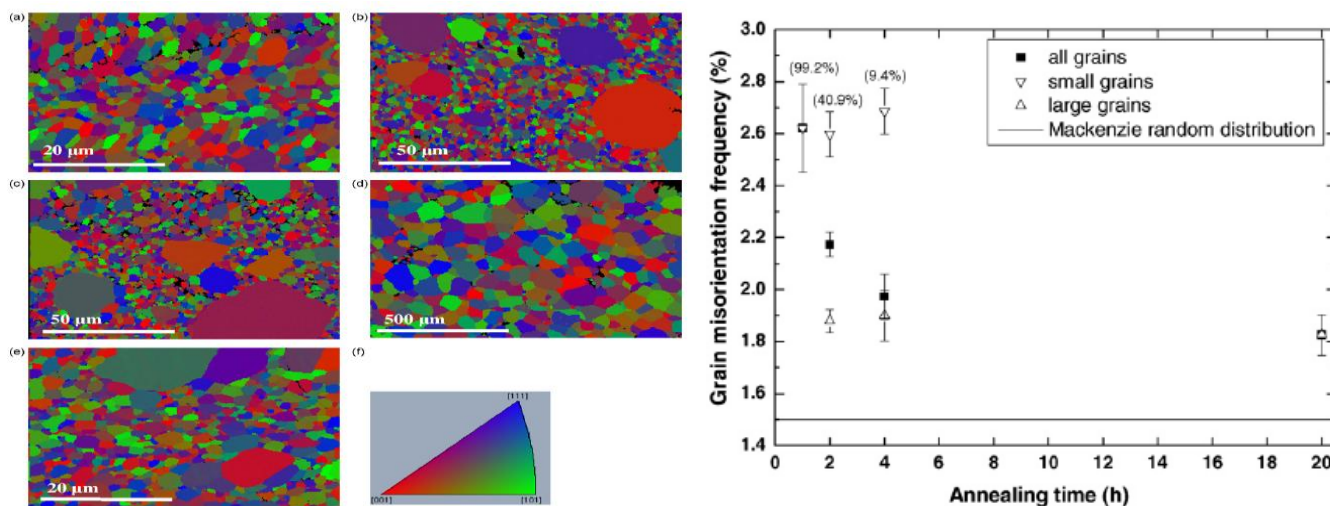 (a)
20 µm
(b)
50 µm
(c)
50 µm
(d)
500 µm
(e)
20 µm
(f)
[111]
[001]
[101]
Grain misorientation frequency (%)
3.0
2.8
2.6
2.4
2.2
2.0
1.8
1.6
1.4
(99.2%)
(40.9%)
(9.4%)
all grains
small grains
large grains
Mackenzie random distribution
0 2 4 6 8 10 12 14 16 18 20
Annealing time (h)